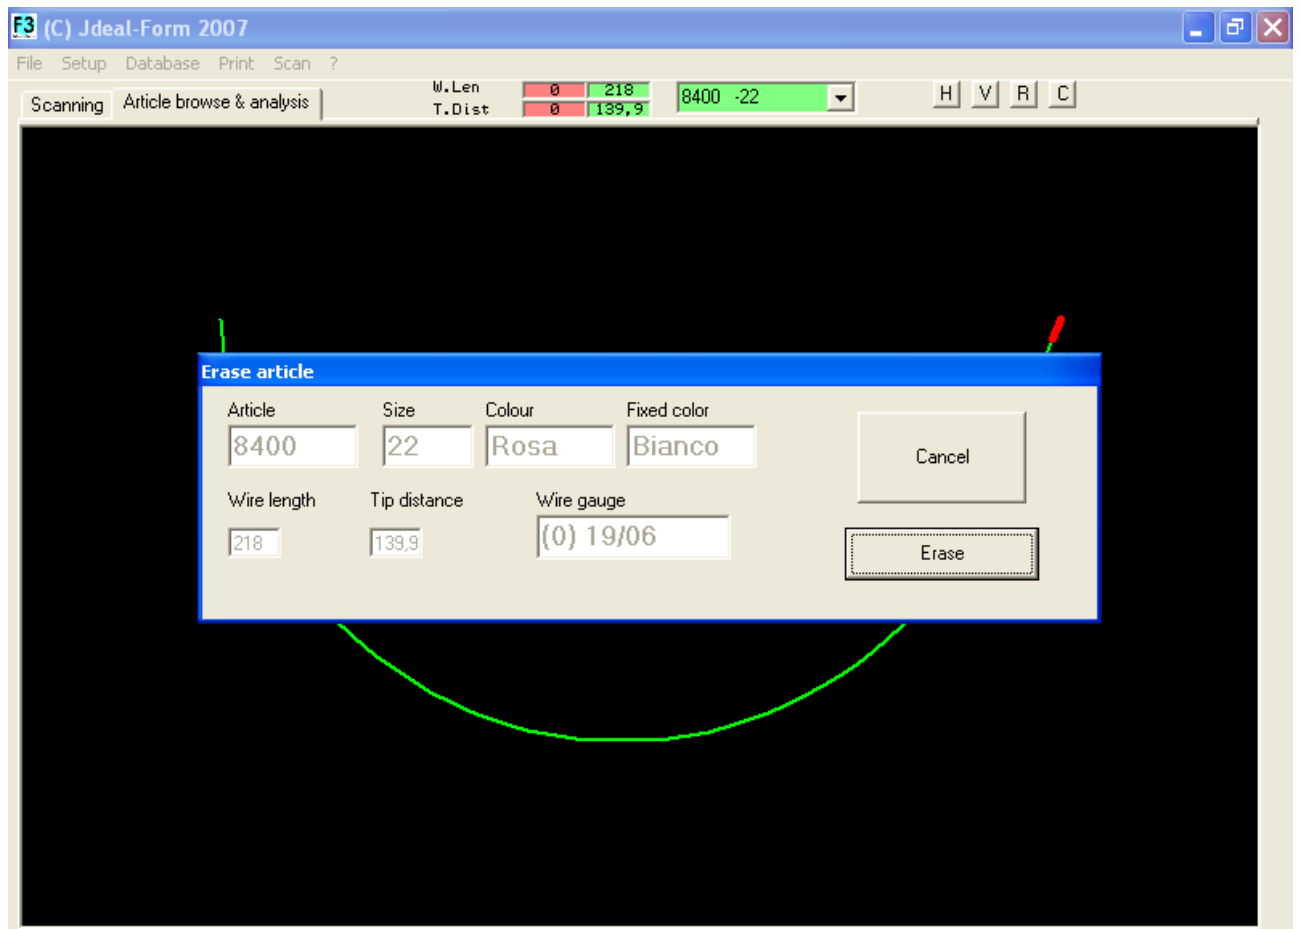 F3 (C) Jdeal-Form 2007
File Setup Database Print Scan ?
Scanning Article browse & analysis
W.Len 0 218
T.Dist 0 139,9
8400 -22
H V R C
Erase article
Article Size Colour Fixed color
8400 22 Rosa Bianco
Cancel
Wire length Tip distance Wire gauge
218 139,9 (0) 19/06
Erase